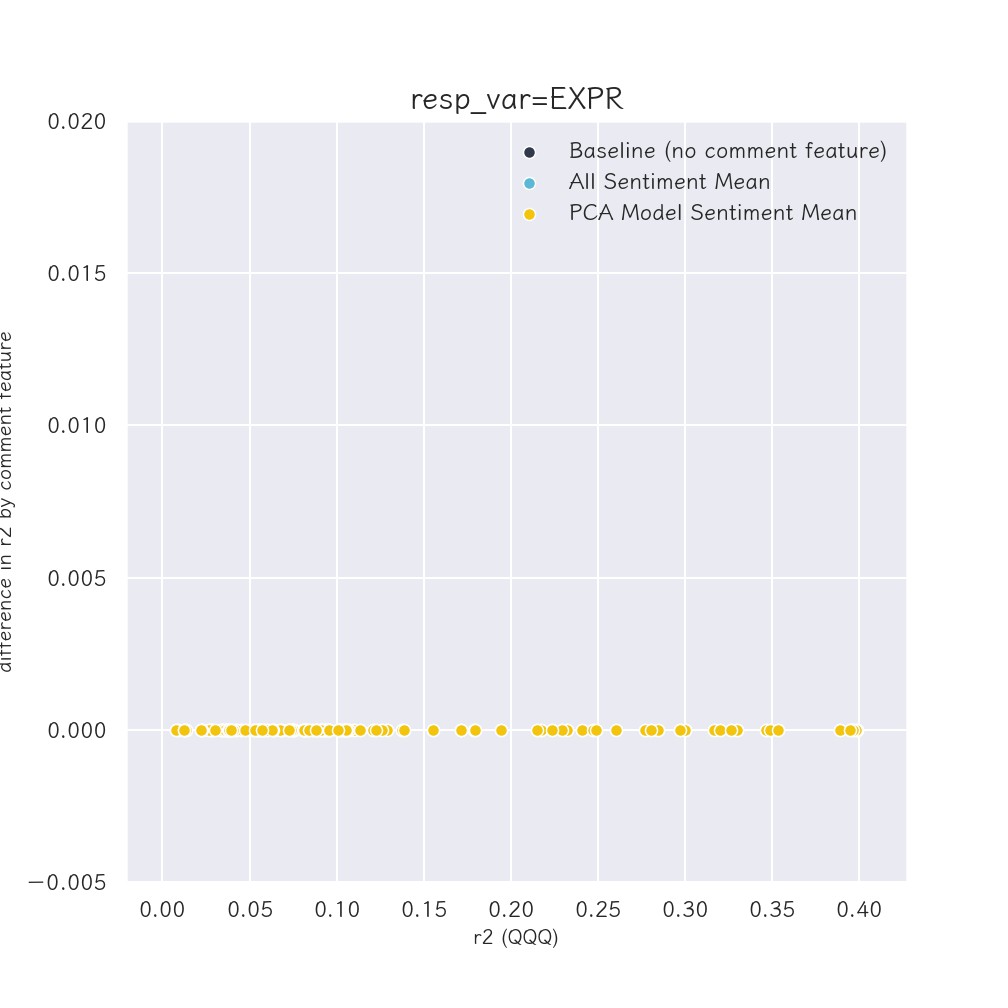 resp_var=EXPR
0.020
0.015
0.010
0.005
0.000
−0.005
Baseline (no comment feature)
All Sentiment Mean
PCA Model Sentiment Mean
difference in r2 by comment feature
0.00 0.05 0.10 0.15 0.20 0.25 0.30 0.35 0.40
r2 (QQQ)